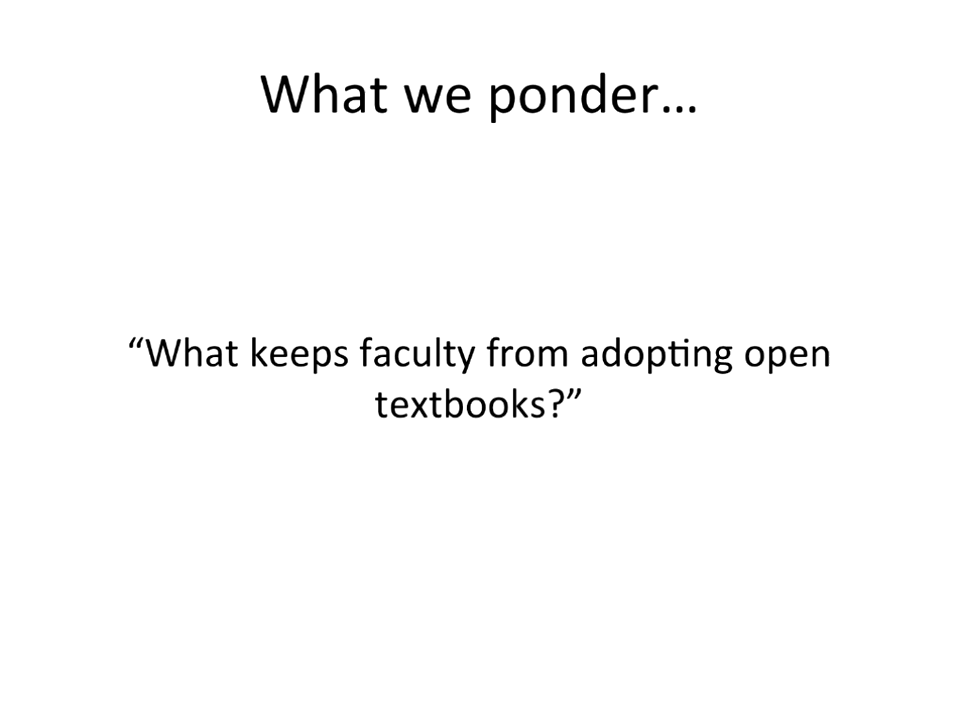 What we ponder…
“What keeps faculty from adopting open
textbooks?”